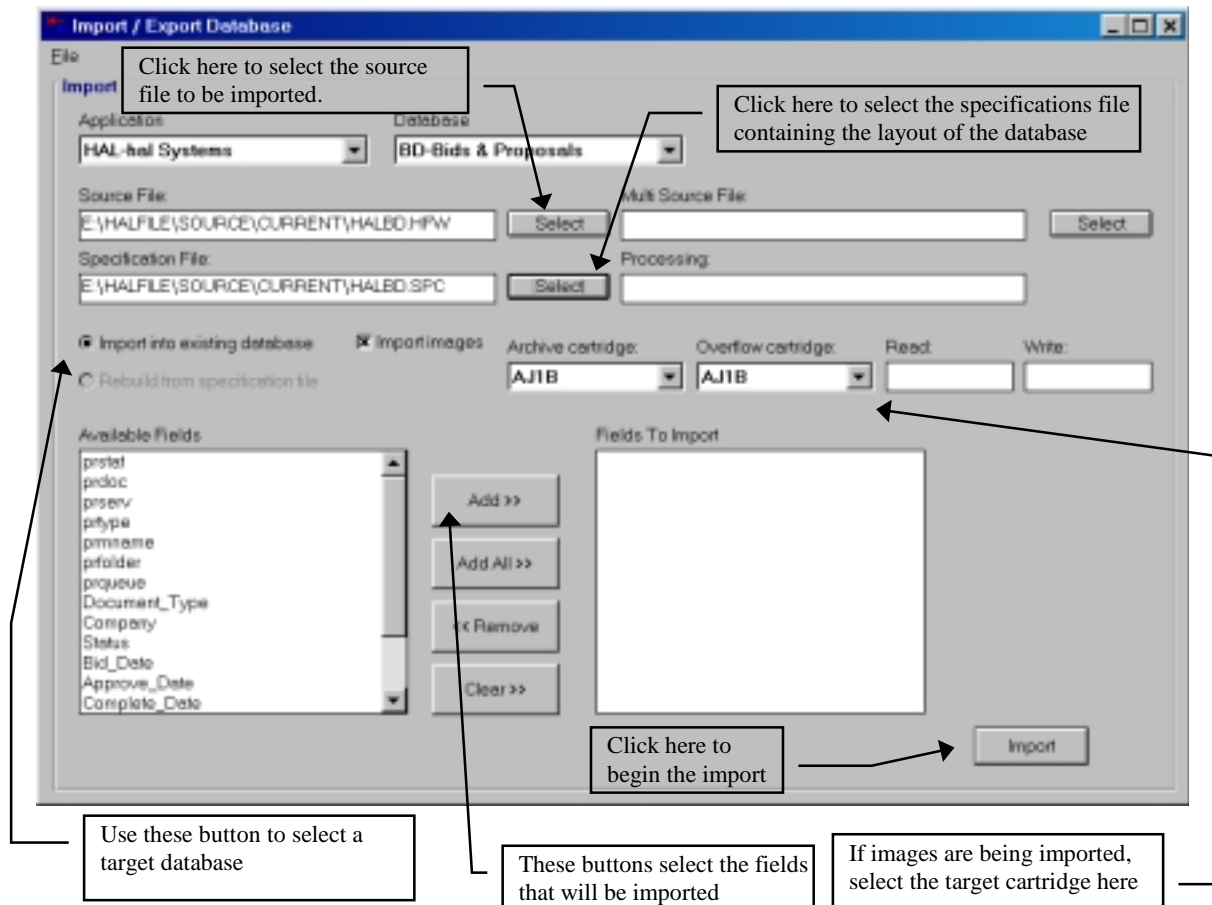 Import / Export Database
File
Click here to select the source
file to be imported.
Import
Click here to select the specifications file
containing the layout of the database
Application
Database
HAL-hal Systems
BD-Bids & Proposals
Source File:
Multi Source File:
E:\HALFILE\SOURCE\CURRENT\HALBD.HFW
Select
Select
Specification File:
Processing:
E:\HALFILE\SOURCE\CURRENT\HALBD.SPC
Select
Import into existing database
Import images
Archive cartridge:
Overflow cartridge:
Read:
Write:
Rebuild from specification file
AJ1B
AJ1B
Available Fields
Fields To Import
prstat
prdoc
prserv
prtype
prmname
prfolder
prqueue
Document_Type
Company
Status
Bid_Date
Approve_Date
Complete_Date
Add >>
Add All >>
<< Remove
Clear >>
Click here to
begin the import
Import
Use these button to select a
target database
These buttons select the fields
that will be imported
If images are being imported,
select the target cartridge here